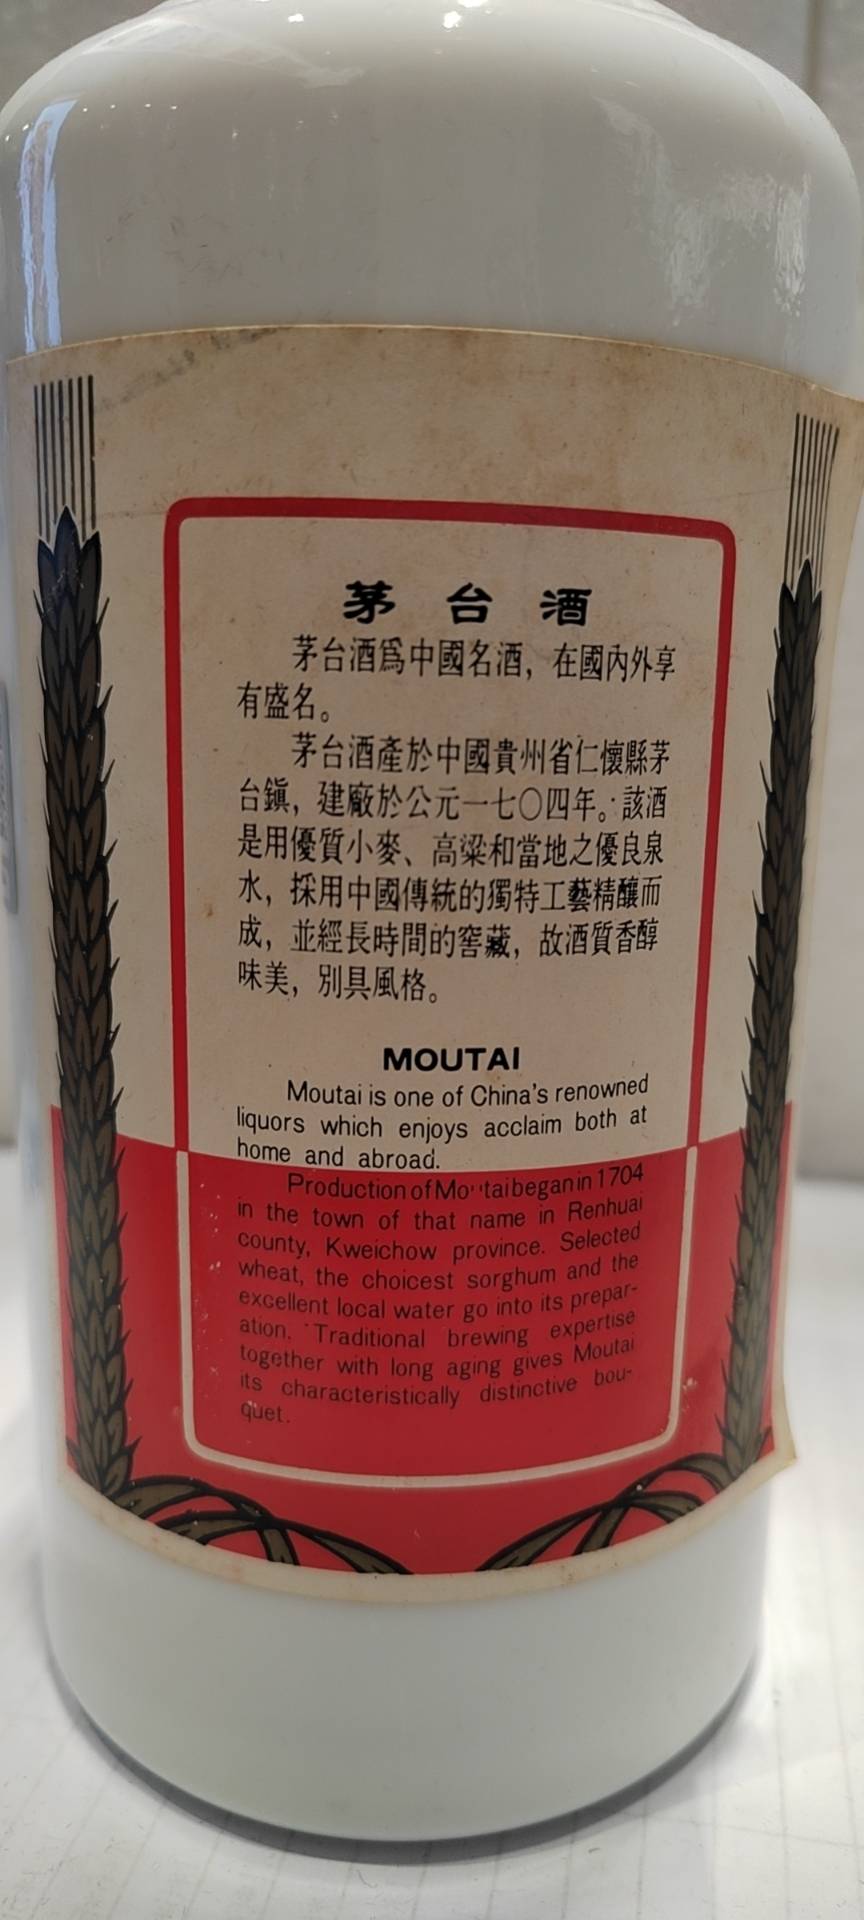 茅台酒
茅台酒爲中國名酒，在國內外享
有盛名。
茅台酒產於中國貴州省仁懷縣茅
台鎭，建廠於公元一七〇四年。該酒
是用優質小麥、高粱和當地之優良泉
水，採用中國傳統的獨特工藝精釀而
成，並經長時間的窖藏，故酒質香醇
味美，別具風格。
MOUTAI
Moutai is one of China's renowned
liquors which enjoys acclaim both at
home and abroad.
Production of Moutai began in 1704
in the town of that name in Renhuai
county, Kweichow province. Selected
wheat, the choicest sorghum and the
excellent local water go into its prepar-
ation. Traditional brewing expertise
together with long aging gives Moutai
its characteristically distinctive bou-
quet.